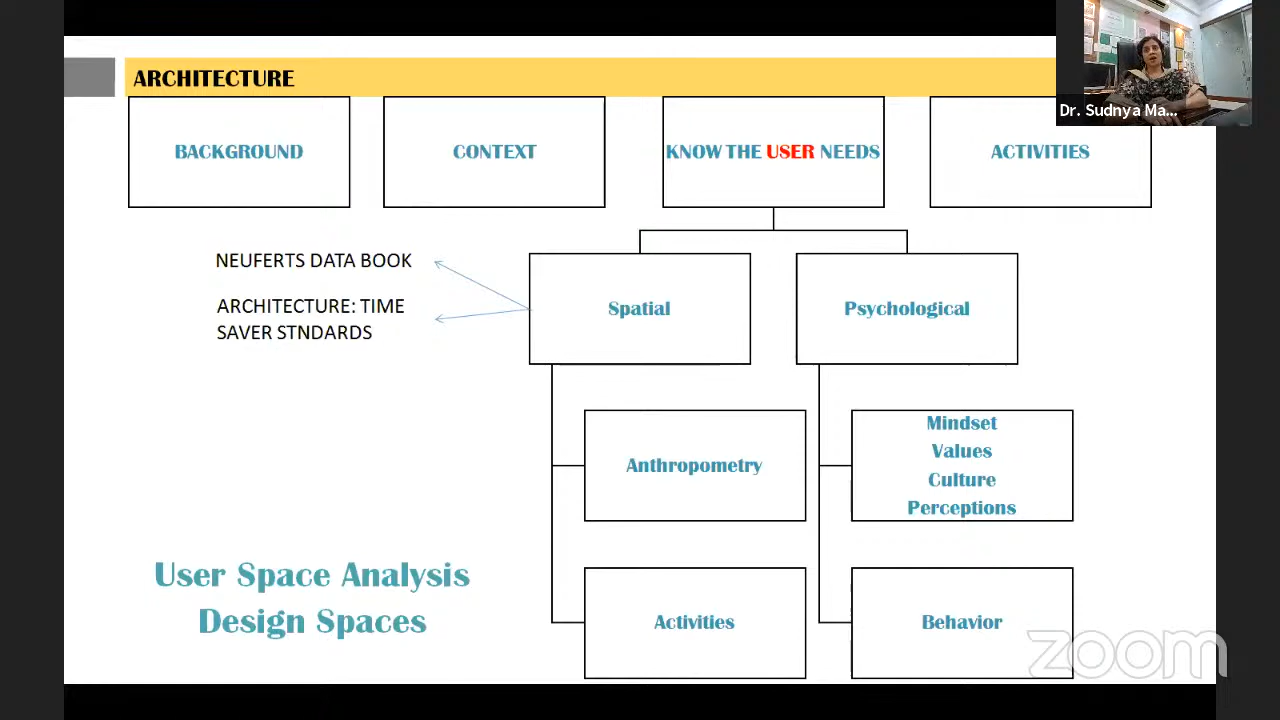 ARCHITECTURE
Dr. Sudnya Ma...
BACKGROUND
CONTEXT
KNOW THE USER NEEDS
ACTIVITIES
NEUFERTS DATA BOOK
ARCHITECTURE: TIME
SAVER STNDARDS
Spatial
Psychological
Anthropometry
Mindset
Values
Culture
Perceptions
User Space Analysis
Design Spaces
Activities
Behavior
zoom